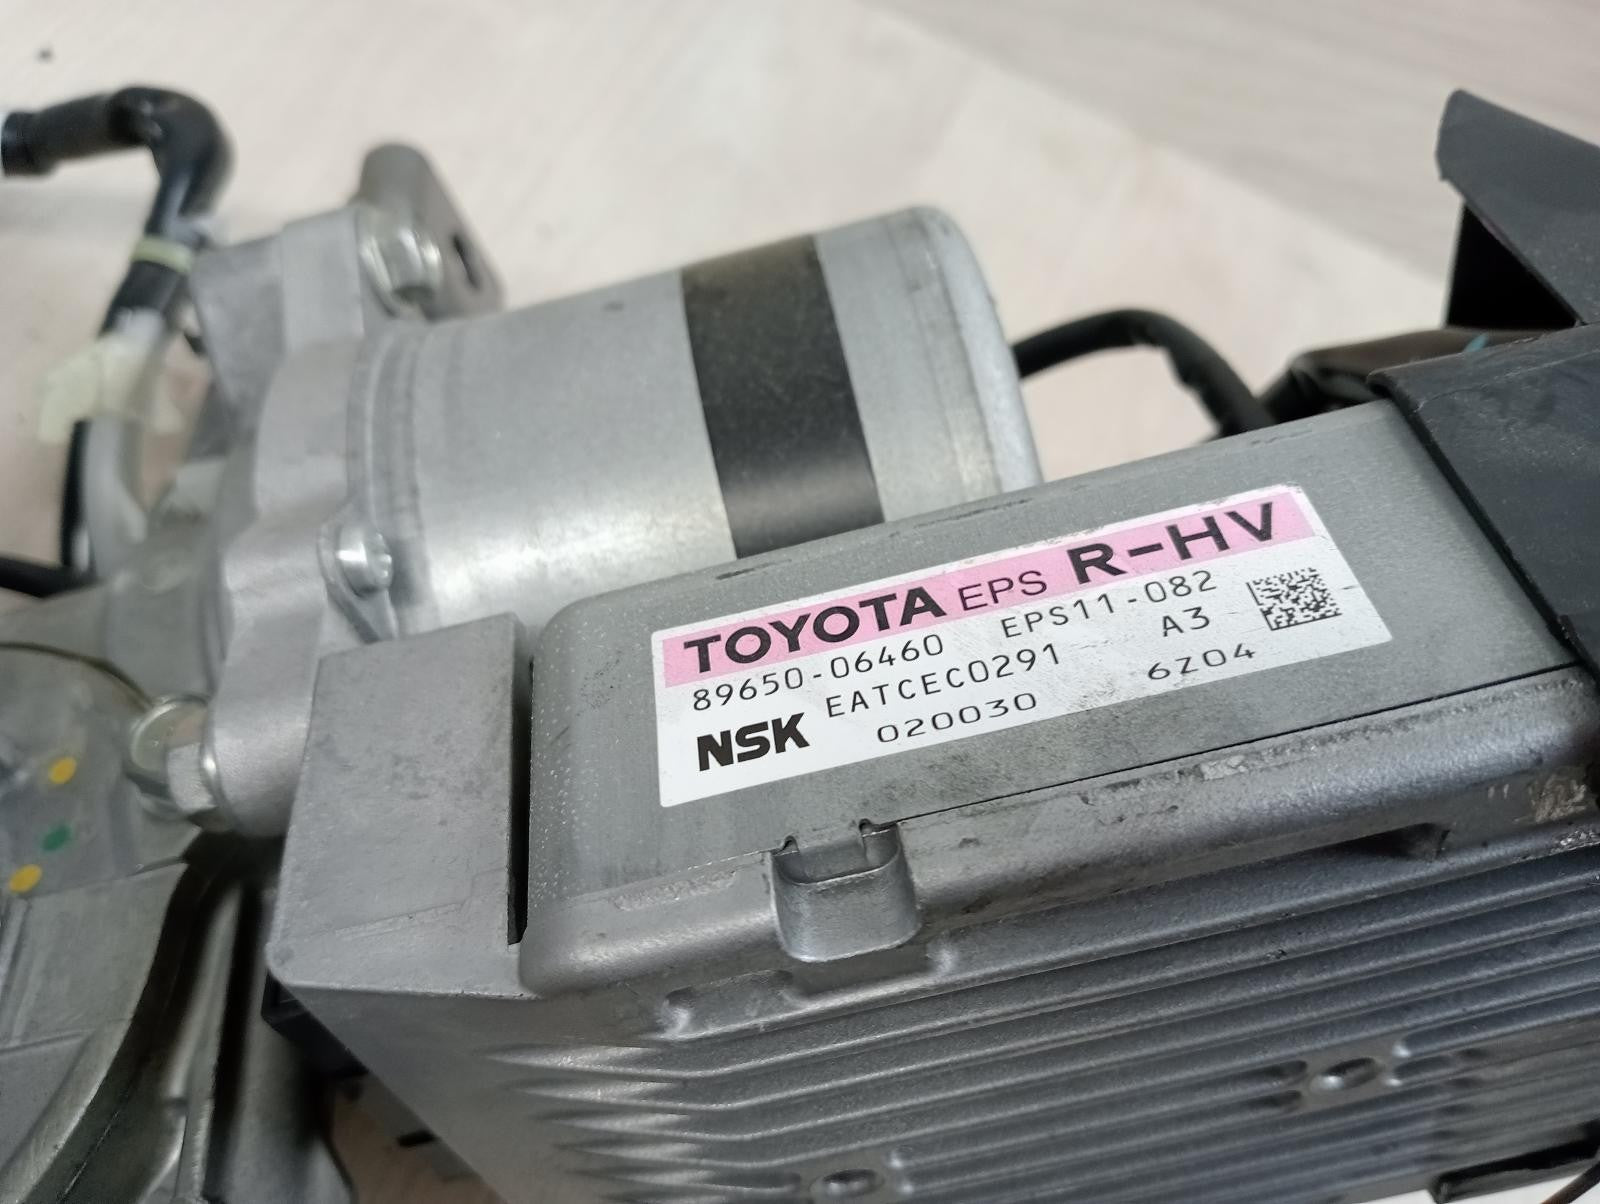 TOYOTA EPS R-HV
89650-06460 EPS11-082
NSK EATCEC0291 A3
020030 6Z04